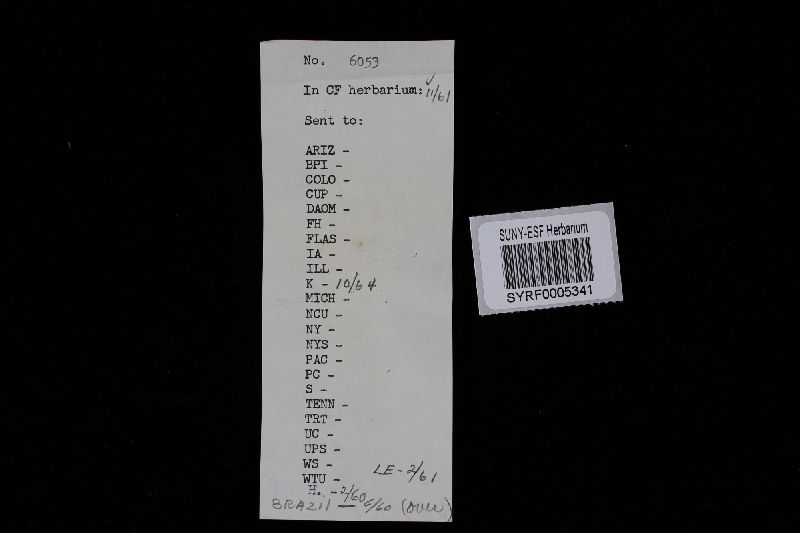 No. 6053
In CF herbarium: 11/61
Sent to:
ARIZ -
BPI -
COLO -
CUP -
DAOM -
FH -
FLAS -
IA -
ILL -
K - 10/64
MICH -
NCU -
NY -
NYS -
PAC -
PC -
S -
TENN -
TRT -
UC -
UPS -
WS -
WTU - LE - 2/61
H. - 2/60
BRAZIL - 6/60 (over)
SUNY-ESF Herbarium
SYRF0005341